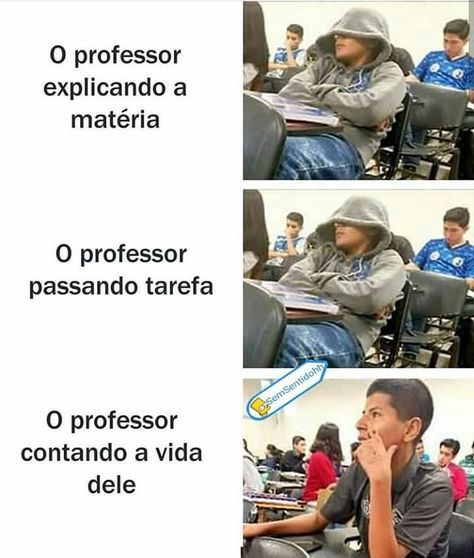 O professor
explicando a
matéria
O professor
passando tarefa
@SemSentidohh
O professor
contando a vida
dele